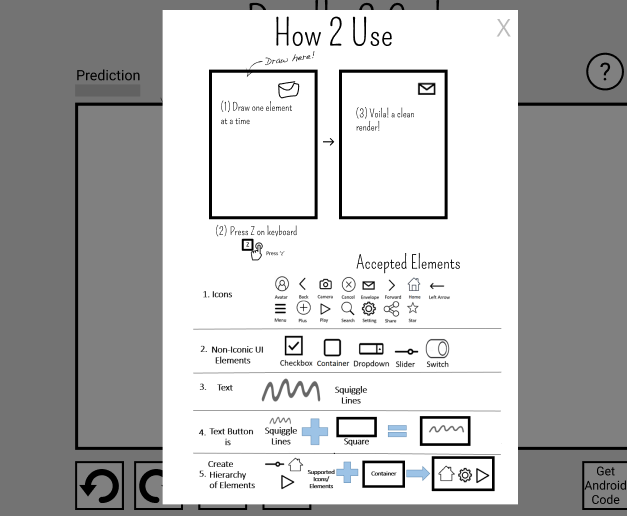 How 2 Use
X
Draw here!
Prediction
?
(1) Draw one element
at a time
(3) Voila! a clean
render!
(2) Press Z on keyboard
Z
Press 'z'
Accepted Elements
1. Icons
Avatar Back Camera Cancel Envelope Forward Home Left Arrow
Menu Plus Play Search Setting Share Star
2. Non-Iconic UI
Elements
Checkbox Container Dropdown Slider Switch
3. Text
Squiggle
Lines
4. Text Button
is
Squiggle
Lines
Square
5. Create
Hierarchy
of Elements
Supported
Icons/
Elements
Container
Get
Android
Code